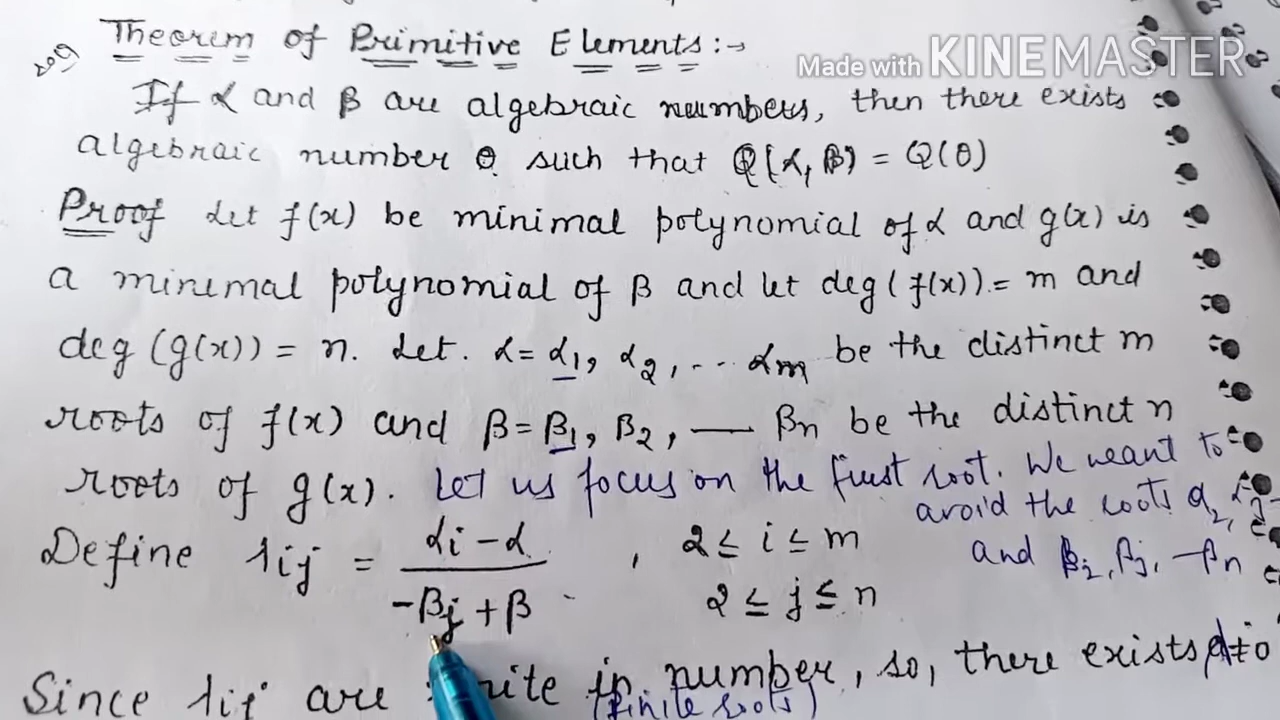 Theorem of Primitive Elements:→
Made with KINEMASTER
If α and β are algebraic numbers, then there exists
algebraic number θ such that Q(α, β) = Q(θ)
Proof Let f(x) be minimal polynomial of α and g(x) is
a minimal polynomial of β and let deg(f(x)) = m and
deg (g(x)) = n. Let. α = α₁, α₂, ... αₘ be the distinct m
roots of f(x) and β = β₁, β₂, — βₙ be the distinct n
roots of g(x). Let us focus on the first root. We want to
avoid the roots α₂,
and β₂, βⱼ, – βₙ
Define λij = (αi – α) / (–βj + β) , 2 ≤ i ≤ m
2 ≤ j ≤ n
Since λij are in number, so, there exists ≠ 0
(finite roots)